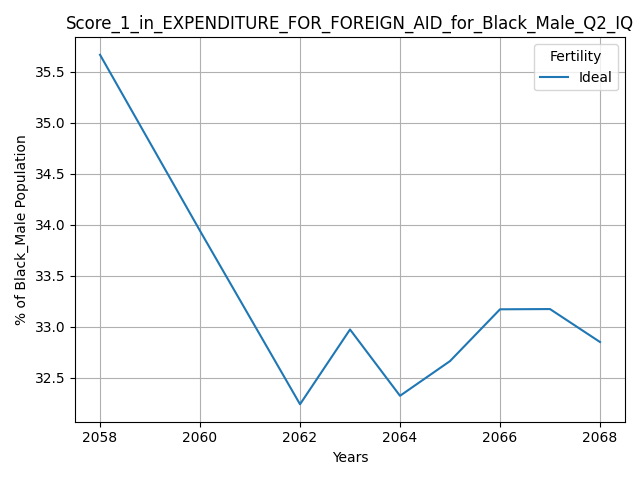 Score_1_in_EXPENDITURE_FOR_FOREIGN_AID_for_Black_Male_Q2_IQ
Fertility
Ideal
% of Black_Male Population
35.5
35.0
34.5
34.0
33.5
33.0
32.5
2058 2060 2062 2064 2066 2068
Years